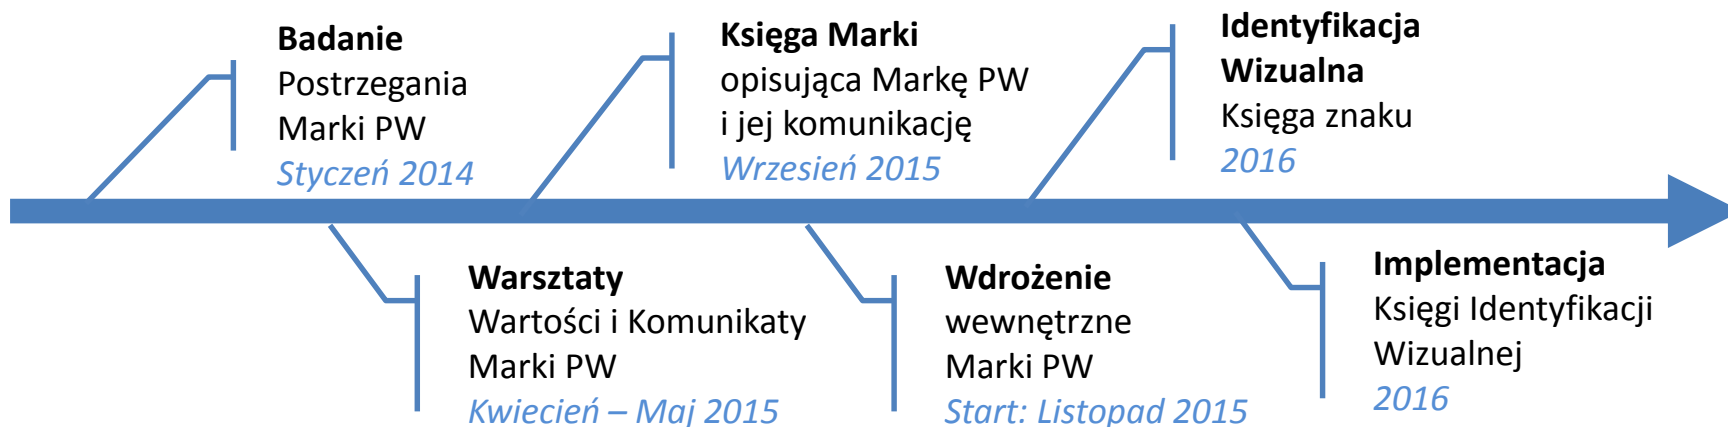 Badanie
Postrzegania
Marki PW
Styczeń 2014
Warsztaty
Wartości i Komunikaty
Marki PW
Kwiecień – Maj 2015
Księga Marki
opisująca Markę PW
i jej komunikację
Wrzesień 2015
Wdrożenie
wewnętrzne
Marki PW
Start: Listopad 2015
Identyfikacja
Wizualna
Księga znaku
2016
Implementacja
Księgi Identyfikacji
Wizualnej
2016